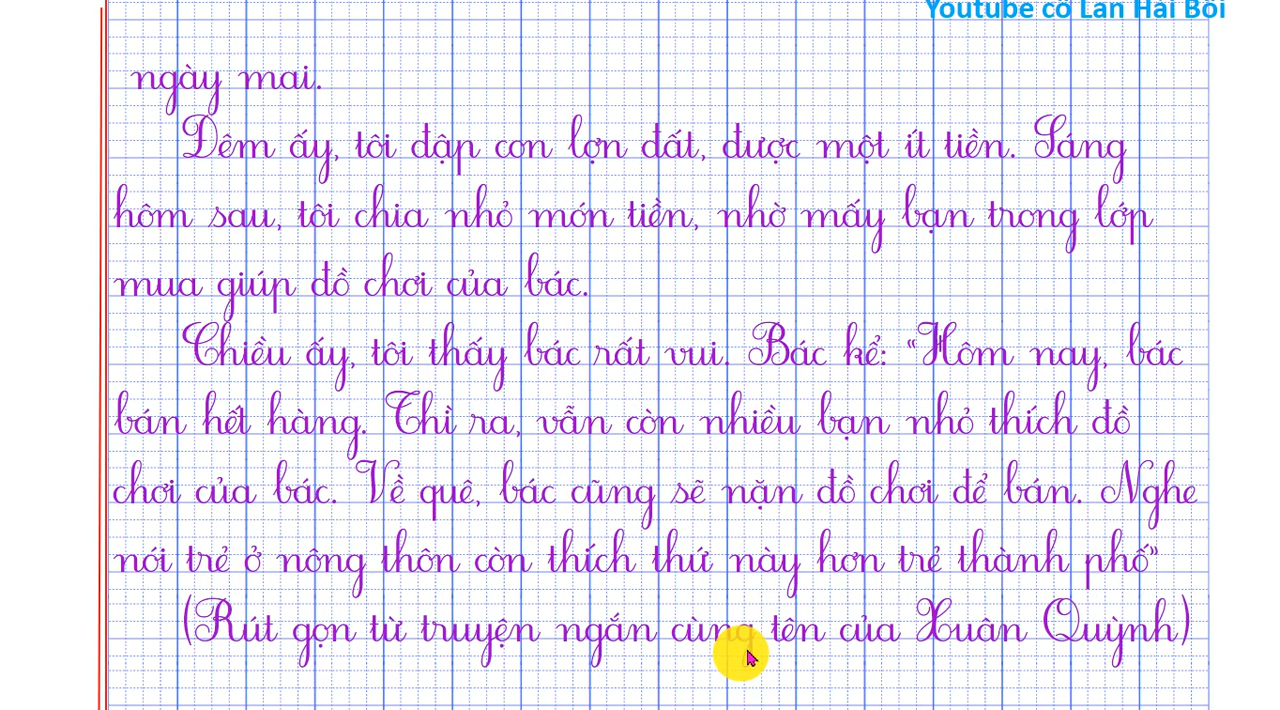 Youtube cô Lan Hải Bối
ngày mai.
Đêm ấy, tôi đập con lợn đất, được một ít tiền. Sáng
hôm sau, tôi chia nhỏ món tiền, nhờ mấy bạn trong lớp
mua giúp đồ chơi của bác.
Chiều ấy, tôi thấy bác rất vui. Bác kể: “Hôm nay, bác
bán hết hàng. Thì ra, vẫn còn nhiều bạn nhỏ thích đồ
chơi của bác. Về quê, bác cũng sẽ nặn đồ chơi để bán. Nghe
nói trẻ ở nông thôn còn thích thứ này hơn trẻ thành phố”
(Rút gọn từ truyện ngắn cùng tên của Xuân Quỳnh)